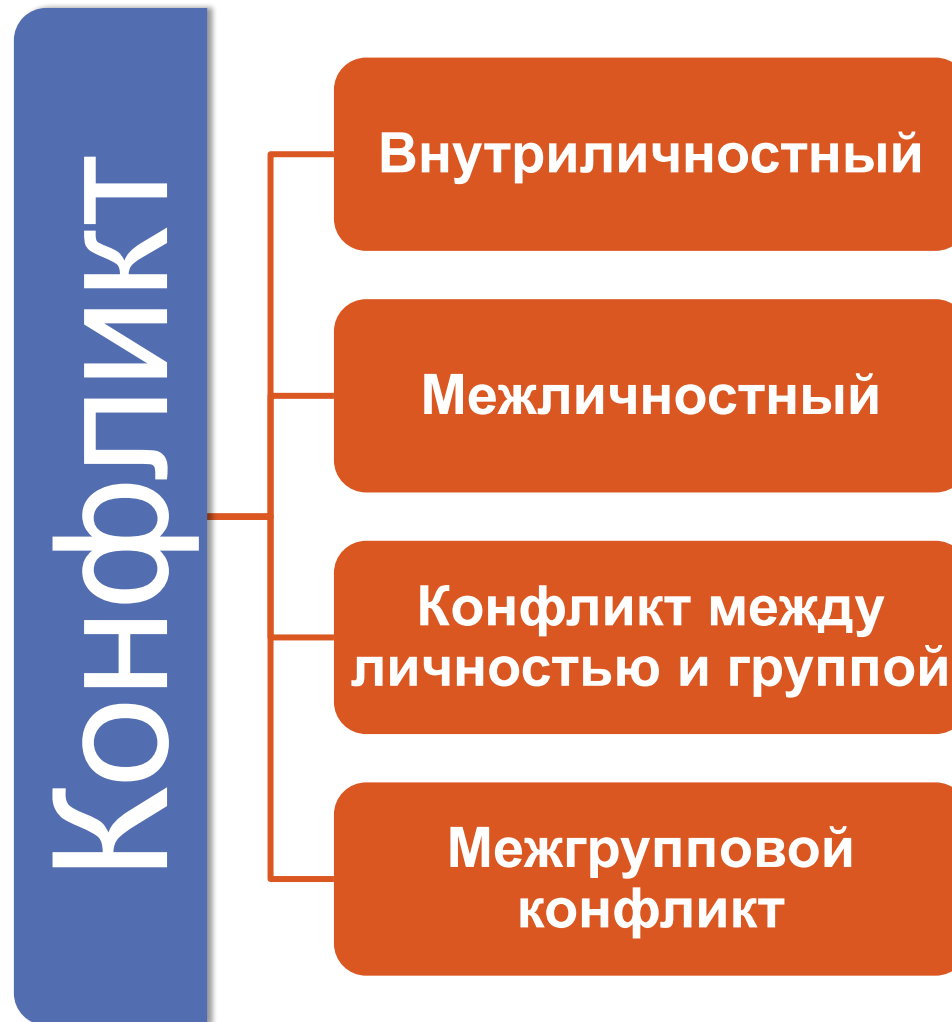 Конфликт
Внутриличностный
Межличностный
Конфликт между
личностью и группой
Межгрупповой
конфликт